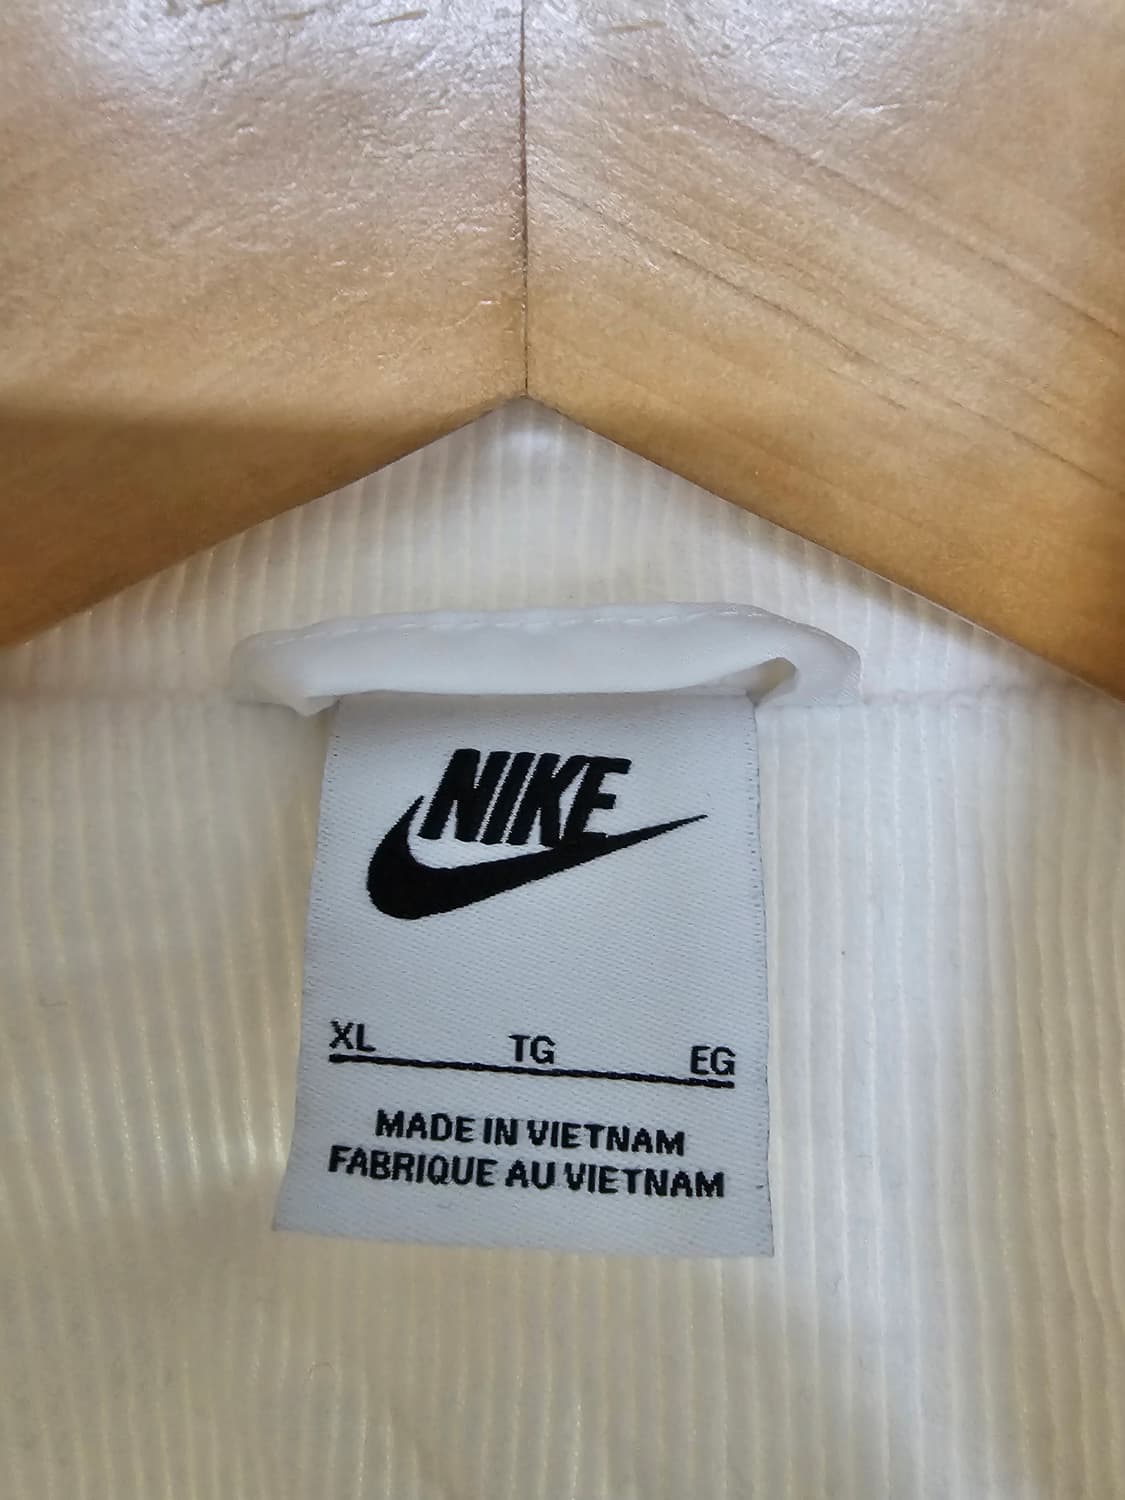 NIKE
XL TG EG
MADE IN VIETNAM
FABRIQUE AU VIETNAM